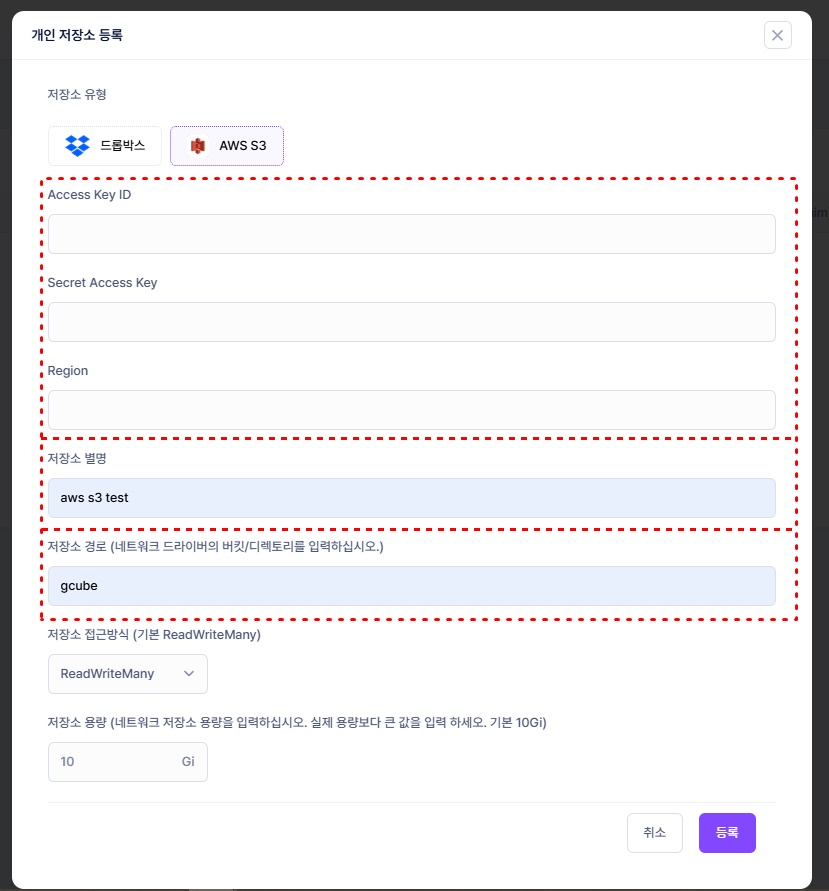 개인 저장소 등록
저장소 유형
드롭박스
AWS S3
Access Key ID
Secret Access Key
Region
저장소 별명
aws s3 test
저장소 경로 (네트워크 드라이버의 버킷/디렉토리를 입력하십시오.)
gcube
저장소 접근방식 (기본 ReadWriteMany)
ReadWriteMany
저장소 용량 (네트워크 저장소 용량을 입력하십시오. 실제 용량보다 큰 값을 입력 하세오. 기본 10Gi)
10 Gi
취소
등록